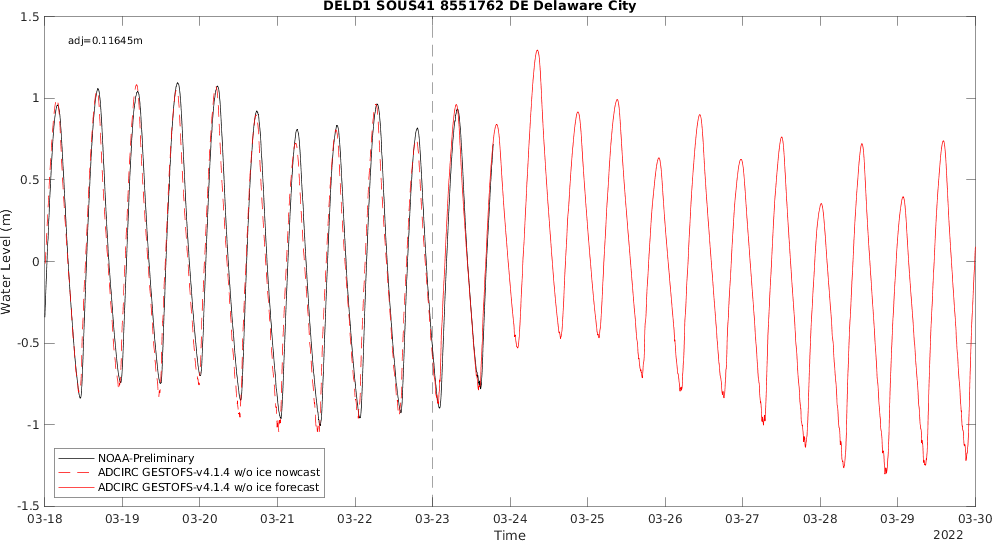 DELD1 SOUS41 8551762 DE Delaware City
adj=0.11645m
1.5
1
0.5
0
-0.5
-1
-1.5
Water Level (m)
NOAA-Preliminary
ADCIRC GESTOFS-v4.1.4 w/o ice nowcast
ADCIRC GESTOFS-v4.1.4 w/o ice forecast
03-18 03-19 03-20 03-21 03-22 03-23 03-24 03-25 03-26 03-27 03-28 03-29 03-30
Time
2022